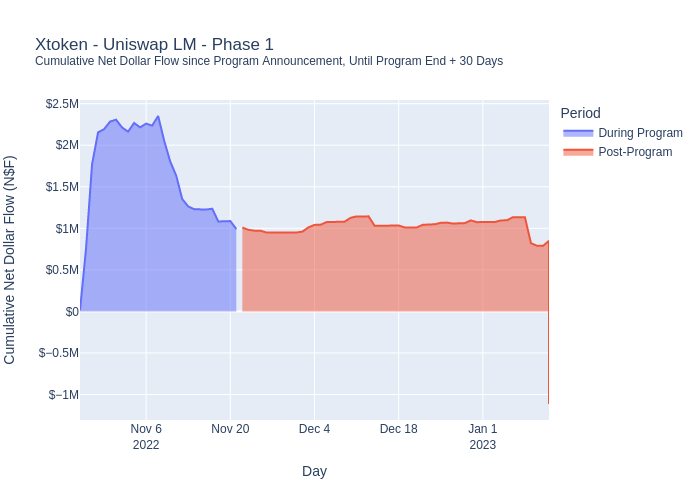 Xtoken - Uniswap LM - Phase 1
Cumulative Net Dollar Flow since Program Announcement, Until Program End + 30 Days
Period
During Program
Post-Program
Cumulative Net Dollar Flow (N$F)
$2.5M
$2M
$1.5M
$1M
$0.5M
$0
$−0.5M
$−1M
Nov 6
2022
Nov 20
Dec 4
Dec 18
Jan 1
2023
Day